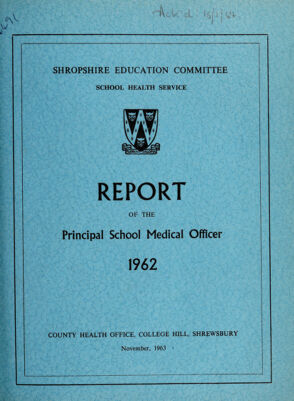 SHROPSHIRE EDUCATION COMMITTEE
SCHOOL HEALTH SERVICE
REPORT
OF THE
Principal School Medical Officer
1962
COUNTY HEALTH OFFICE, COLLEGE HILL, SHREWSBURY
November, 1963